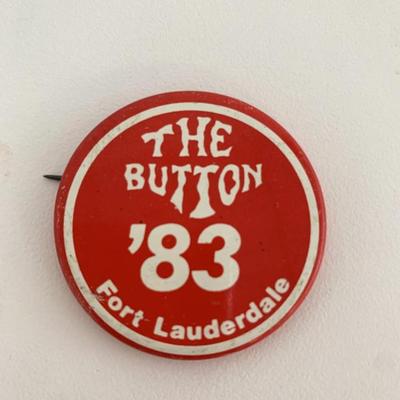 THE
BUTTON
'83
Fort Lauderdale